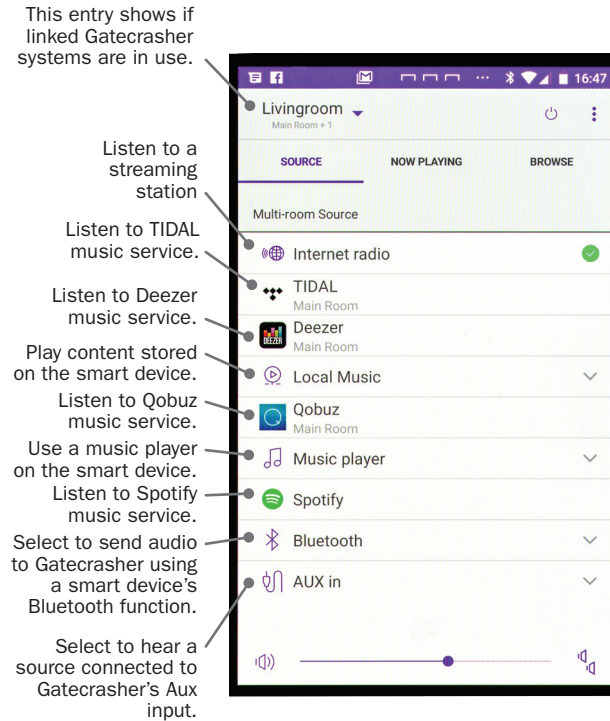 This entry shows if
linked Gatecrasher
systems are in use.
Listen to a
streaming
station
Listen to TIDAL
music service.
Listen to Deezer
music service.
Play content stored
on the smart device.
Listen to Qobuz
music service.
Use a music player
on the smart device.
Listen to Spotify
music service.
Select to send audio
to Gatecrasher using
a smart device's
Bluetooth function.
Select to hear a
source connected to
Gatecrasher's Aux
input.
16:47
Livingroom
Main Room + 1
SOURCE NOW PLAYING BROWSE
Multi-room Source
Internet radio
TIDAL
Main Room
DEEZER
Deezer
Main Room
Local Music
Qobuz
Main Room
Music player
Spotify
Bluetooth
AUX in